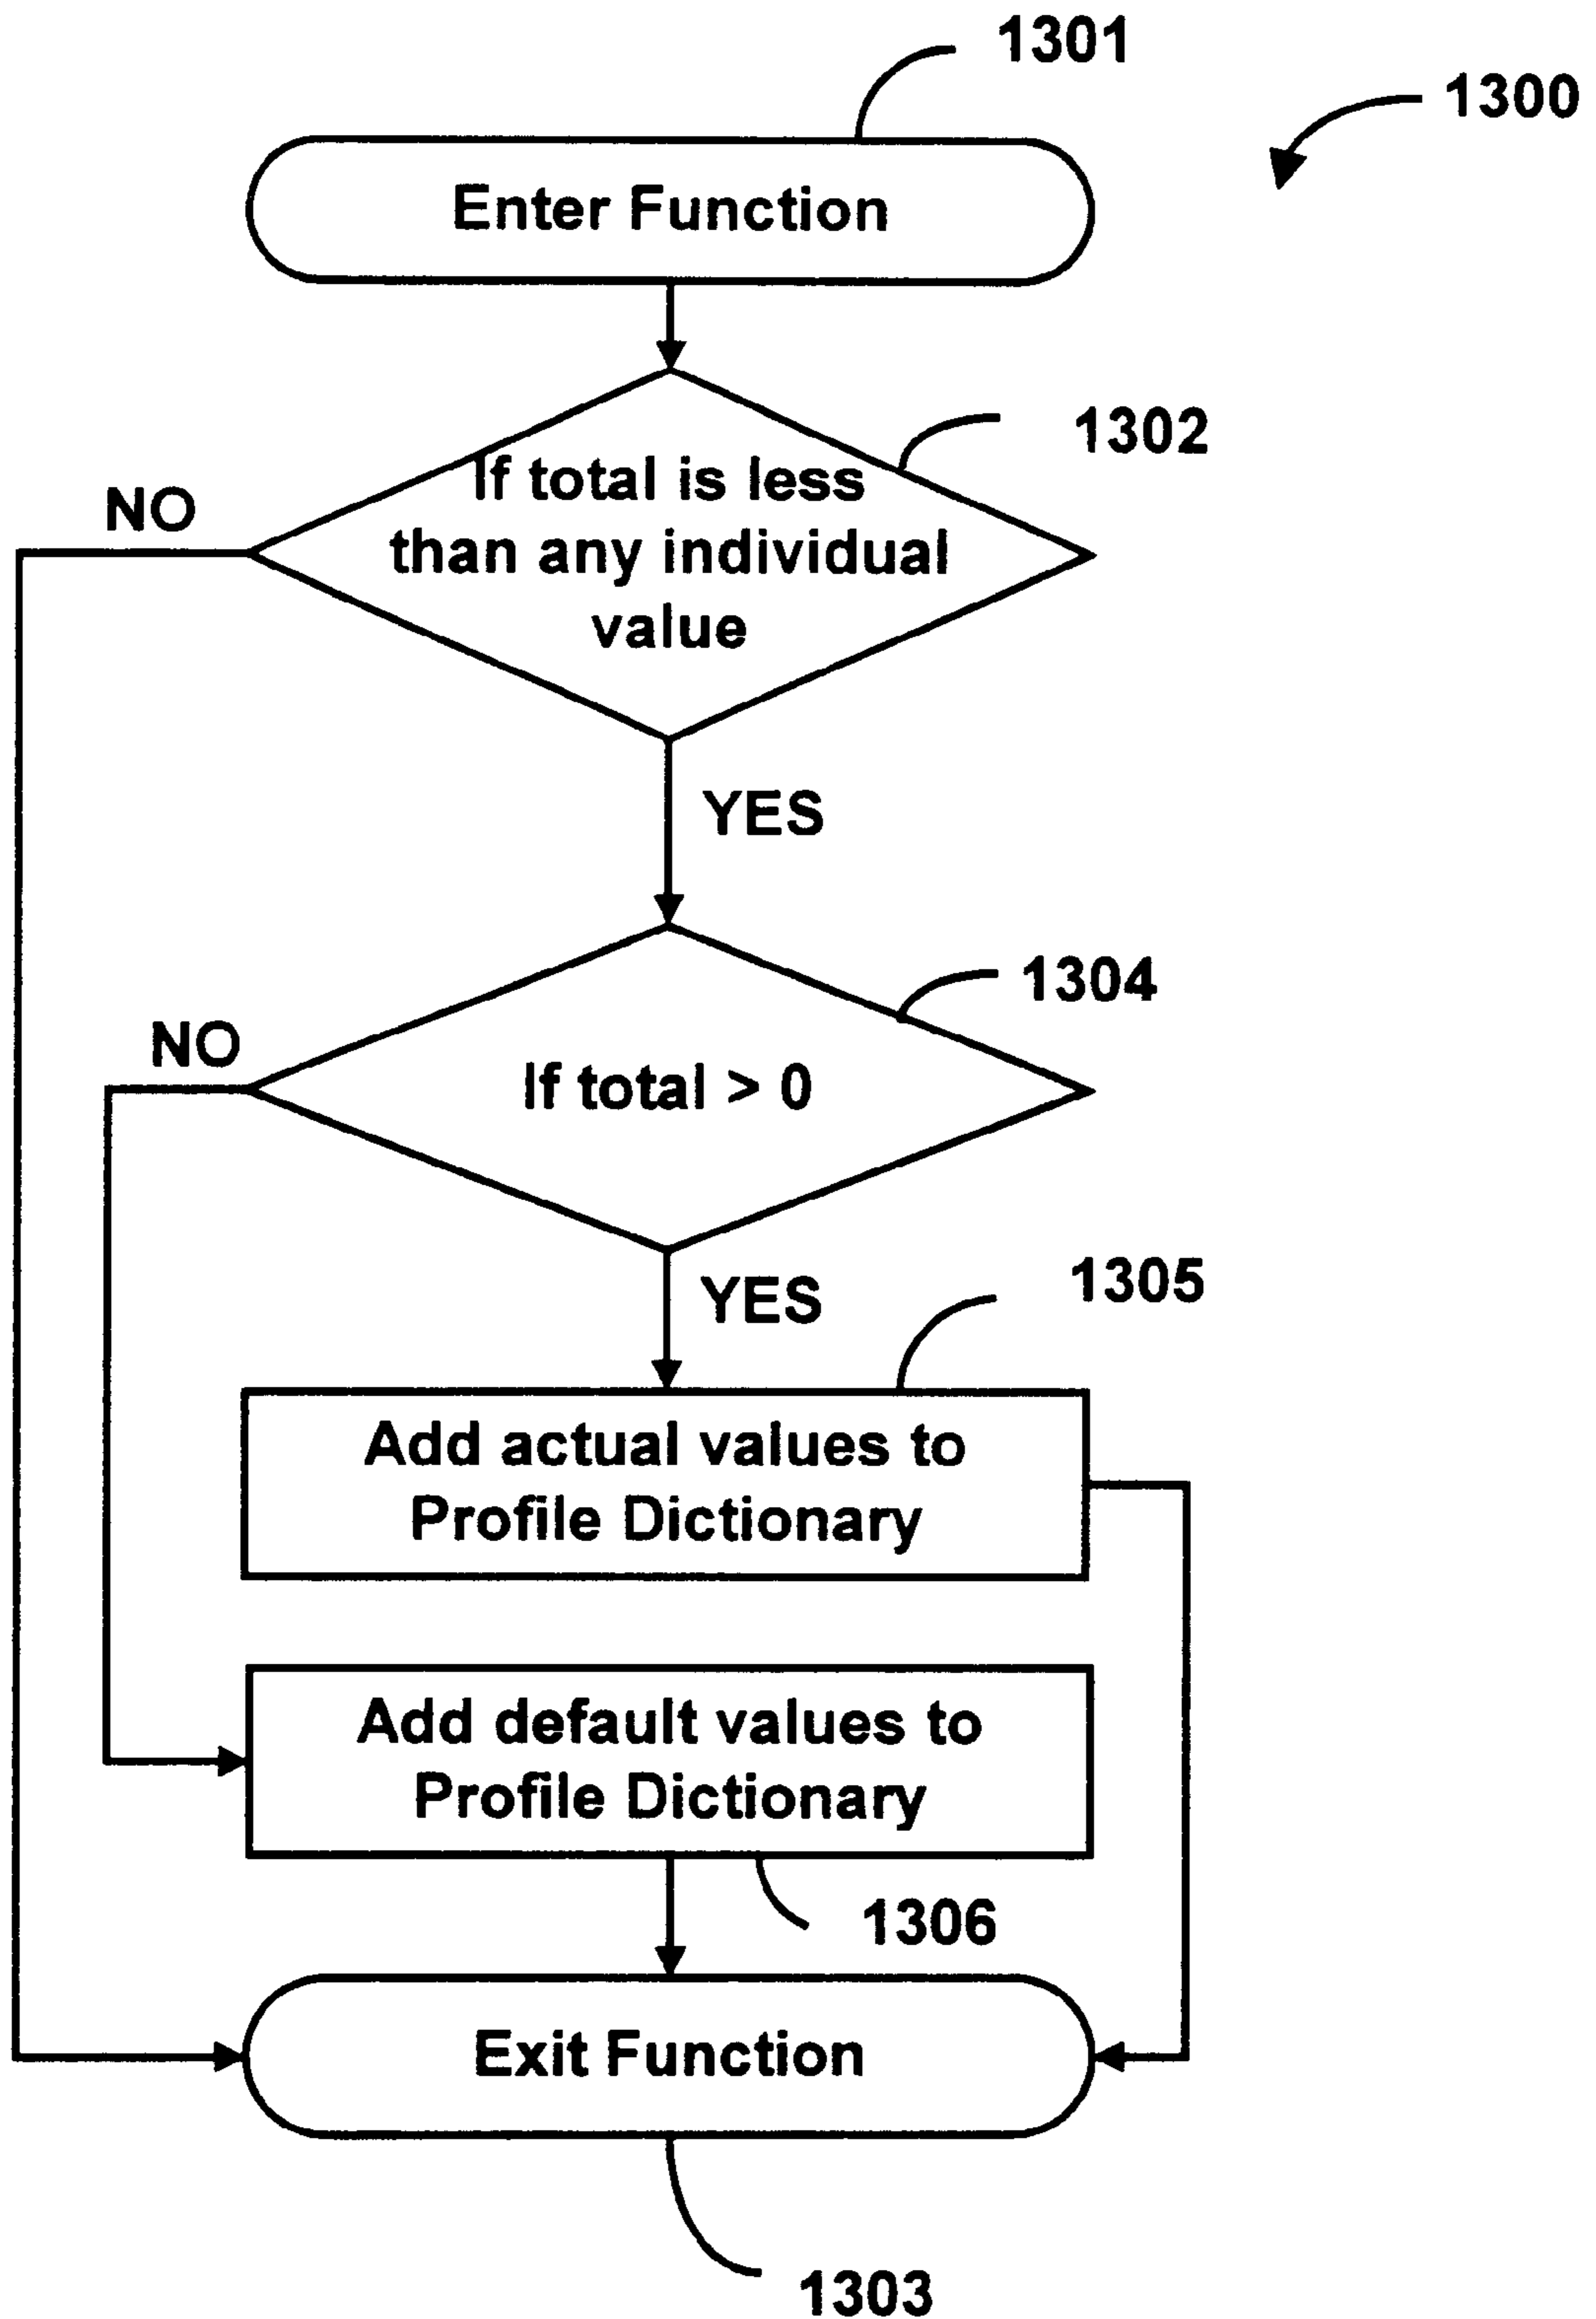 1301
1300
Enter Function
1302
If total is less
than any individual
value
NO
YES
1304
NO
If total > 0
YES
1305
Add actual values to
Profile Dictionary
Add default values to
Profile Dictionary
1306
Exit Function
1303